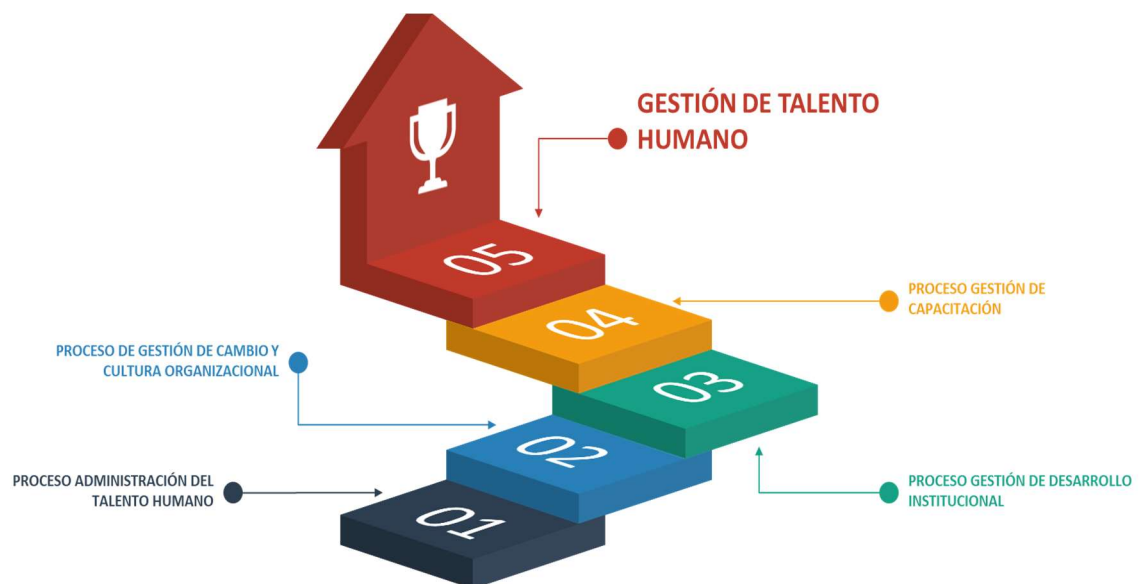 GESTIÓN DE TALENTO
HUMANO
05
PROCESO GESTIÓN DE
CAPACITACIÓN
04
PROCESO DE GESTIÓN DE CAMBIO Y
CULTURA ORGANIZACIONAL
03
02
PROCESO ADMINISTRACIÓN DEL
TALENTO HUMANO
PROCESO GESTIÓN DE DESARROLLO
INSTITUCIONAL
01